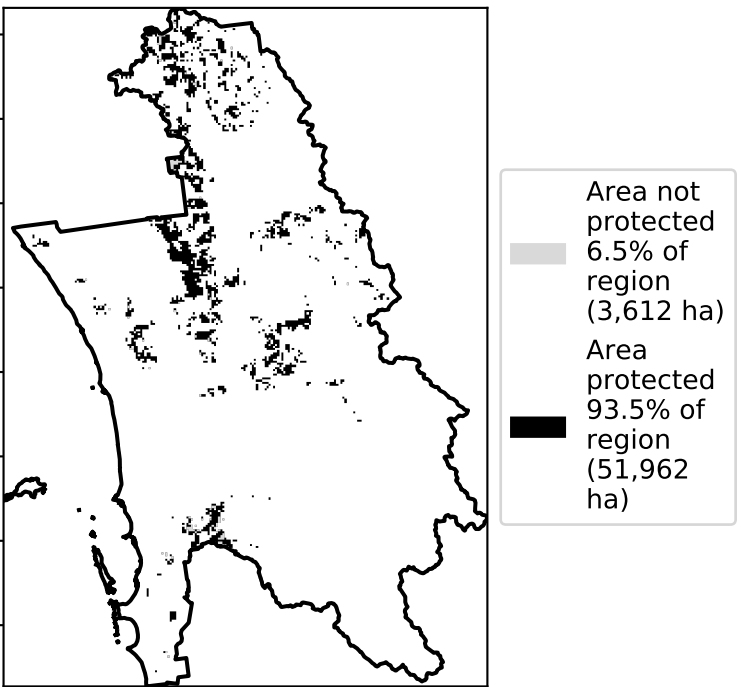 Area not
protected
6.5% of
region
(3,612 ha)
Area
protected
93.5% of
region
(51,962
ha)